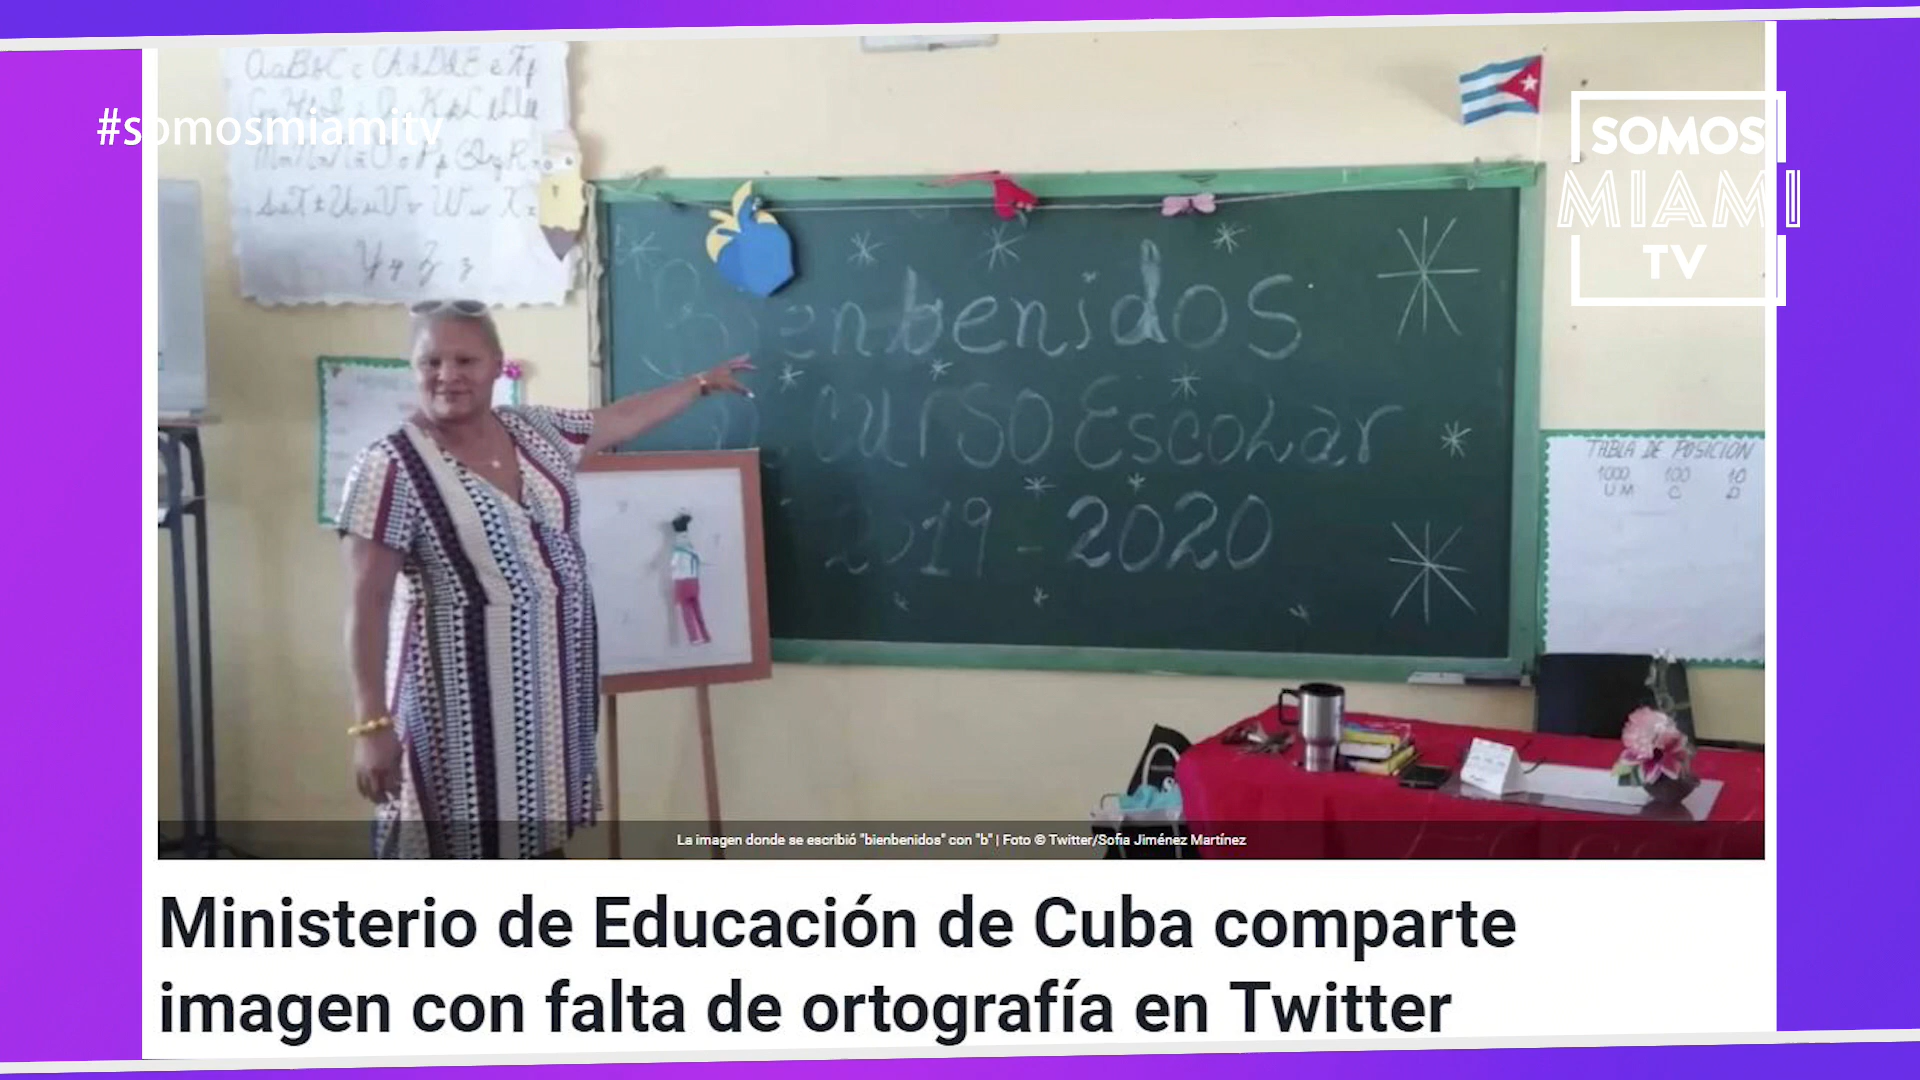 #somosmiamitv
SOMOS
MIAMI
TV
Bienbenidos
curso Escolar
2019 - 2020
TABLA DE POSICION
1000 100 10
UM C D
La imagen donde se escribió "bienbenidos" con "b" | Foto © Twitter/Sofia Jiménez Martínez
Ministerio de Educación de Cuba comparte
imagen con falta de ortografía en Twitter